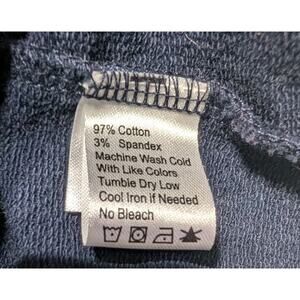 97% Cotton
3% Spandex
Machine Wash Cold
With Like Colors
Tumble Dry Low
Cool Iron if Needed
No Bleach